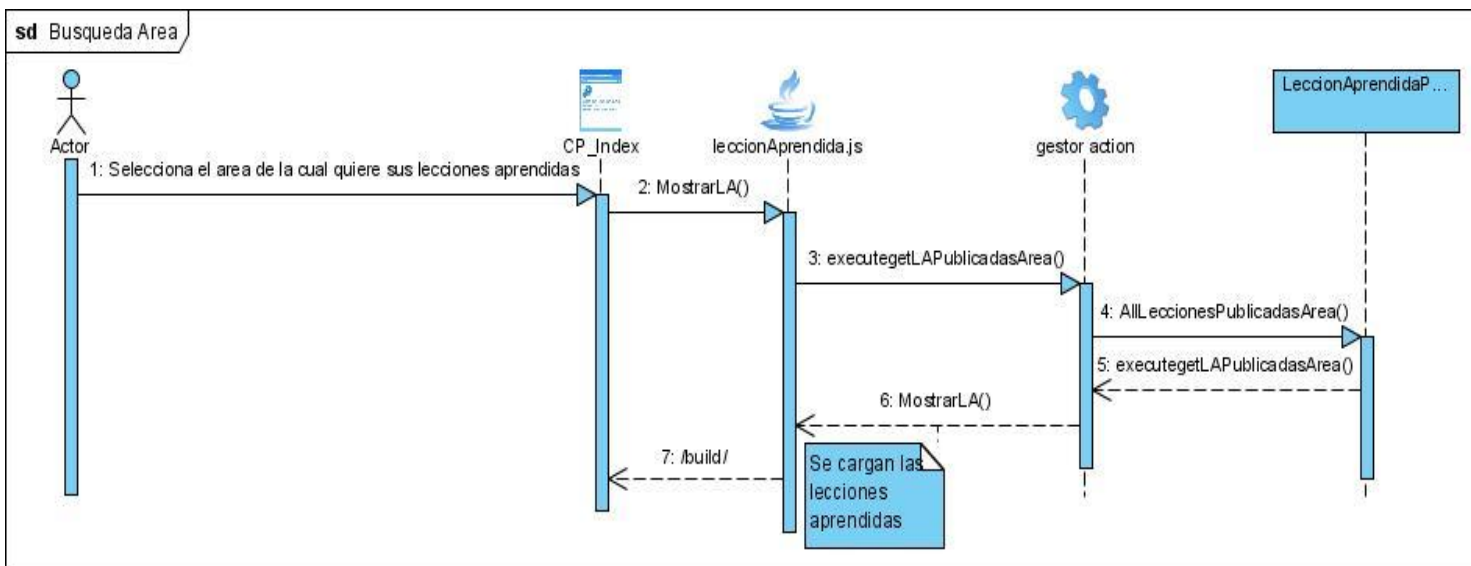 sd Busqueda Area
Actor
CP_Index
leccionAprendida.js
gestor action
LeccionAprendidaP...
1: Selecciona el area de la cual quiere sus lecciones aprendidas
2: MostrarLA()
3: executegetLAPublicadasArea()
4: AllLeccionesPublicadasArea()
5: executegetLAPublicadasArea()
6: MostrarLA()
7: /build/
Se cargan las
lecciones
aprendidas